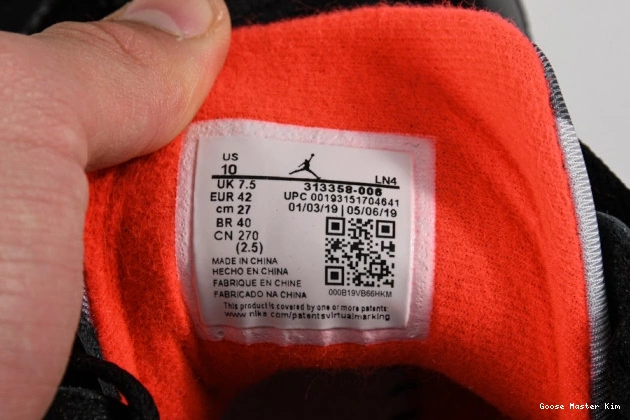 US
10
LN4
UK 7.5
313358-006
EUR 42
UPC 00193151704641
cm 27
01/03/19 | 05/06/19
BR 40
CN 270
(2.5)
MADE IN CHINA
HECHO EN CHINA
FABRIQUE EN CHINE
FABRICADO NA CHINA
000B19VB66HKM
This product is covered by one or more patents:
www.nike.com/patentsvirtualmarking
Goose Master Kim